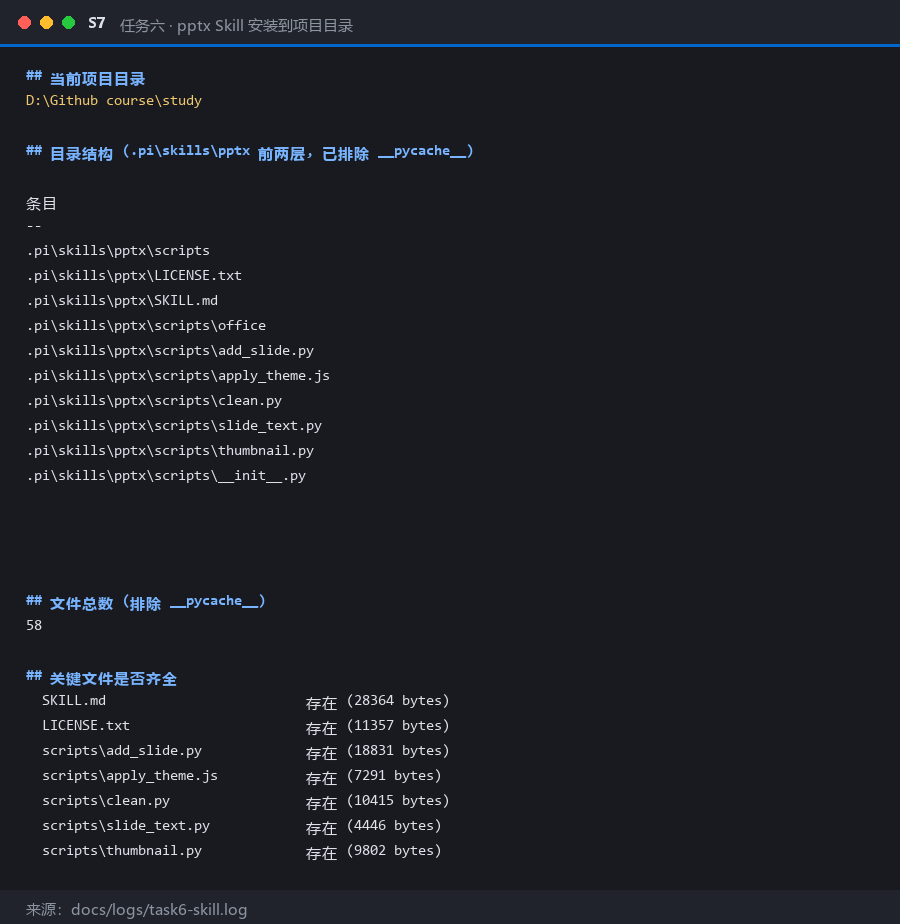 S7 任务六 · pptx Skill 安装到项目目录
## 当前项目目录
D:\Github course\study
## 目录结构（.pi\skills\pptx 前两层，已排除 __pycache__）
条目
--
.pi\skills\pptx\scripts
.pi\skills\pptx\LICENSE.txt
.pi\skills\pptx\SKILL.md
.pi\skills\pptx\scripts\office
.pi\skills\pptx\scripts\add_slide.py
.pi\skills\pptx\scripts\apply_theme.js
.pi\skills\pptx\scripts\clean.py
.pi\skills\pptx\scripts\slide_text.py
.pi\skills\pptx\scripts\thumbnail.py
.pi\skills\pptx\scripts\__init__.py
## 文件总数（排除 __pycache__）
58
## 关键文件是否齐全
SKILL.md 存在 (28364 bytes)
LICENSE.txt 存在 (11357 bytes)
scripts\add_slide.py 存在 (18831 bytes)
scripts\apply_theme.js 存在 (7291 bytes)
scripts\clean.py 存在 (10415 bytes)
scripts\slide_text.py 存在 (4446 bytes)
scripts\thumbnail.py 存在 (9802 bytes)
来源：docs/logs/task6-skill.log